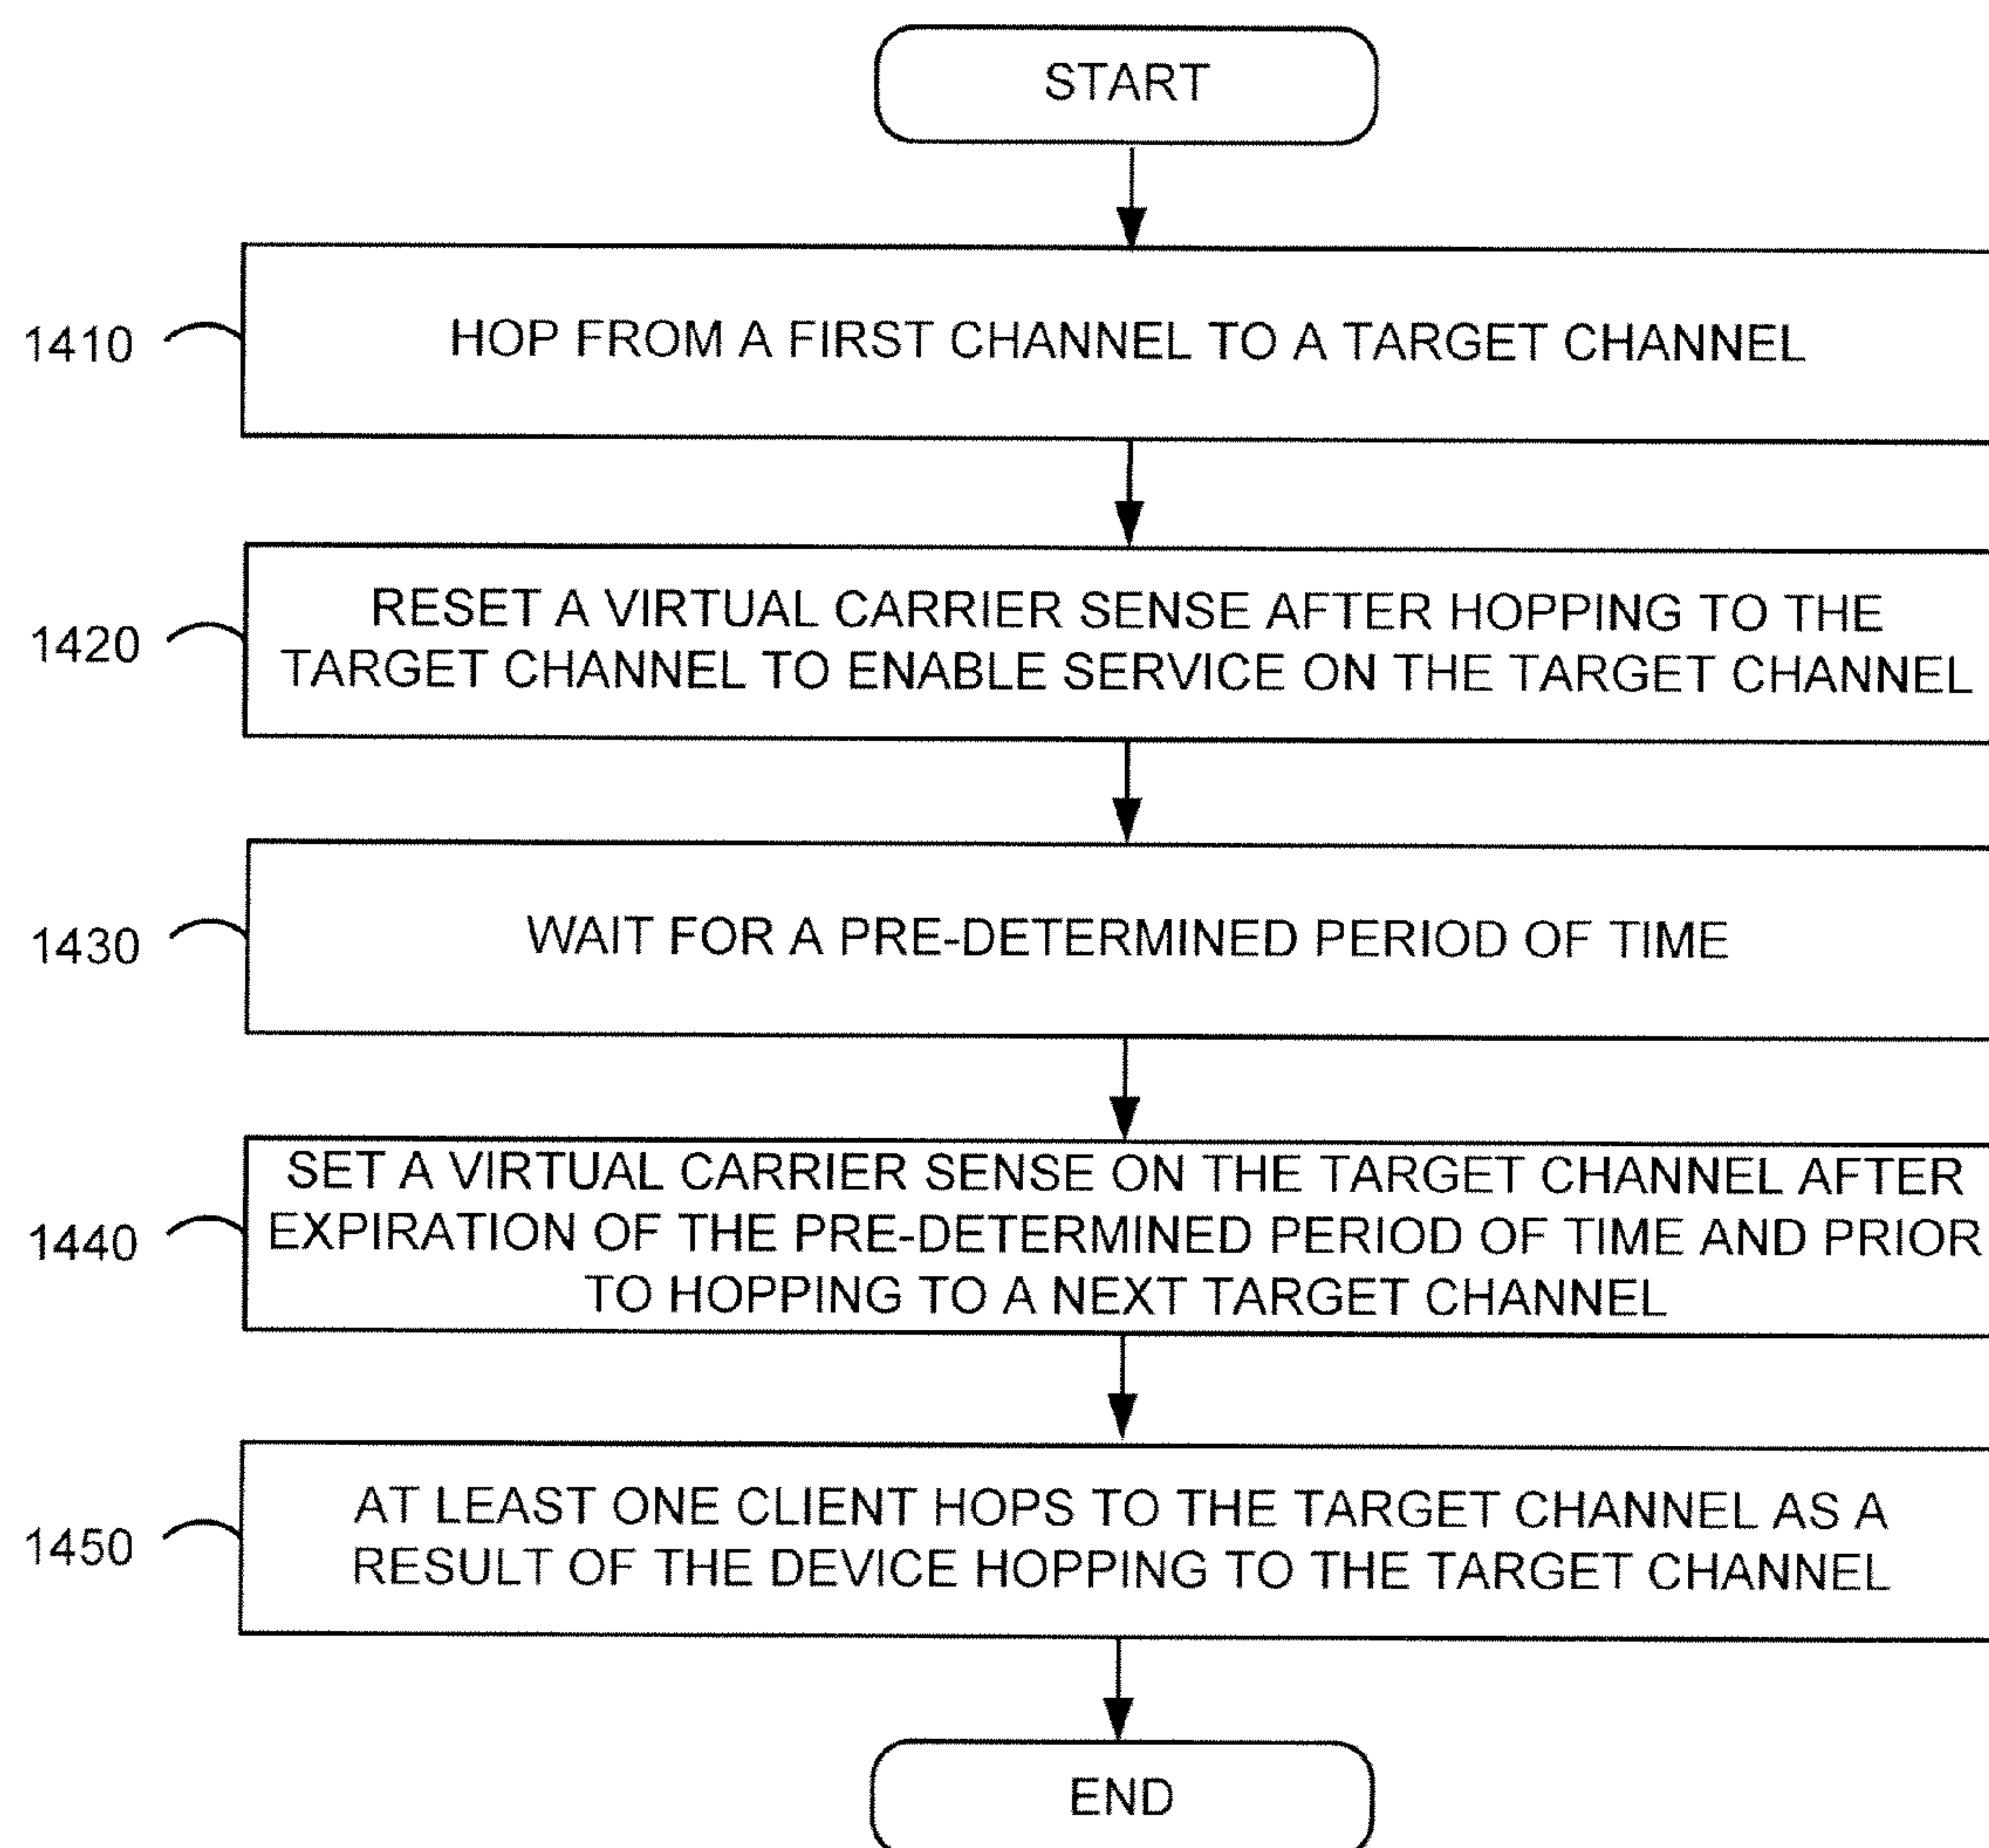 START
1410
HOP FROM A FIRST CHANNEL TO A TARGET CHANNEL
1420
RESET A VIRTUAL CARRIER SENSE AFTER HOPPING TO THE
TARGET CHANNEL TO ENABLE SERVICE ON THE TARGET CHANNEL
1430
WAIT FOR A PRE-DETERMINED PERIOD OF TIME
1440
SET A VIRTUAL CARRIER SENSE ON THE TARGET CHANNEL AFTER
EXPIRATION OF THE PRE-DETERMINED PERIOD OF TIME AND PRIOR
TO HOPPING TO A NEXT TARGET CHANNEL
1450
AT LEAST ONE CLIENT HOPS TO THE TARGET CHANNEL AS A
RESULT OF THE DEVICE HOPPING TO THE TARGET CHANNEL
END